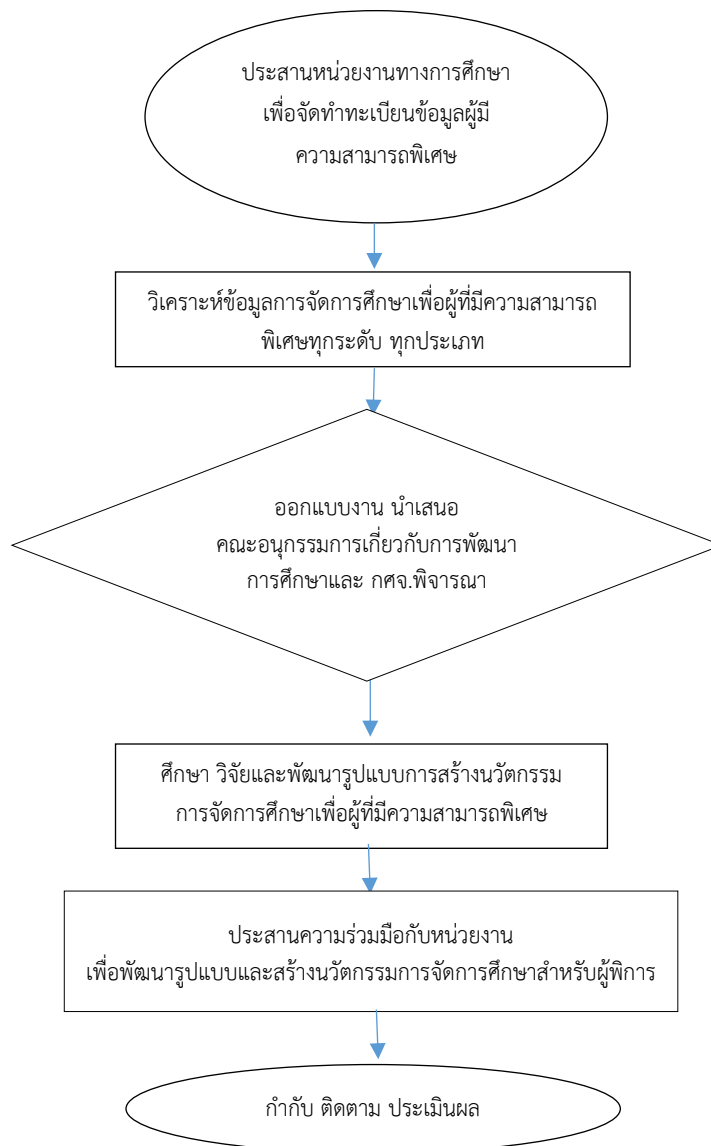 ประสานหน่วยงานทางการศึกษา
เพื่อจัดทำทะเบียนข้อมูลผู้มี
ความสามารถพิเศษ
วิเคราะห์ข้อมูลการจัดการศึกษาเพื่อผู้ที่มีความสามารถ
พิเศษทุกระดับ ทุกประเภท
ออกแบบงาน นำเสนอ
คณะอนุกรรมการเกี่ยวกับการพัฒนา
การศึกษาและ กศจ.พิจารณา
ศึกษา วิจัยและพัฒนารูปแบบการสร้างนวัตกรรม
การจัดการศึกษาเพื่อผู้ที่มีความสามารถพิเศษ
ประสานความร่วมมือกับหน่วยงาน
เพื่อพัฒนารูปแบบและสร้างนวัตกรรมการจัดการศึกษาสำหรับผู้พิการ
กำกับ ติดตาม ประเมินผล